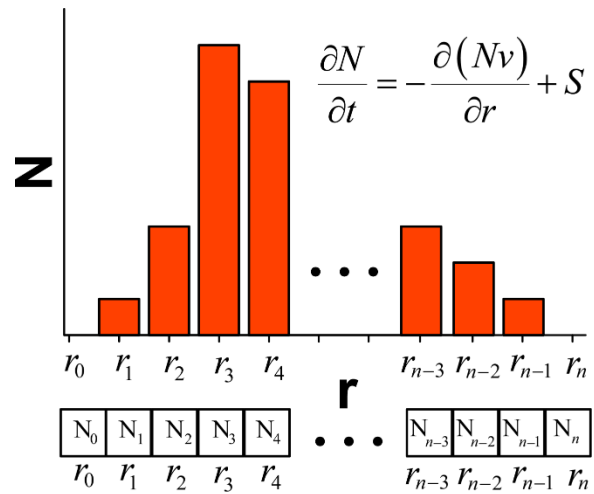 ∂N/∂t = −∂(Nv)/∂r + S
N
r₀ r₁ r₂ r₃ r₄ rₙ₋₃ rₙ₋₂ rₙ₋₁ rₙ
r
N₀ N₁ N₂ N₃ N₄ • • • Nₙ₋₃ Nₙ₋₂ Nₙ₋₁ Nₙ
r₀ r₁ r₂ r₃ r₄ rₙ₋₃ rₙ₋₂ rₙ₋₁ rₙ